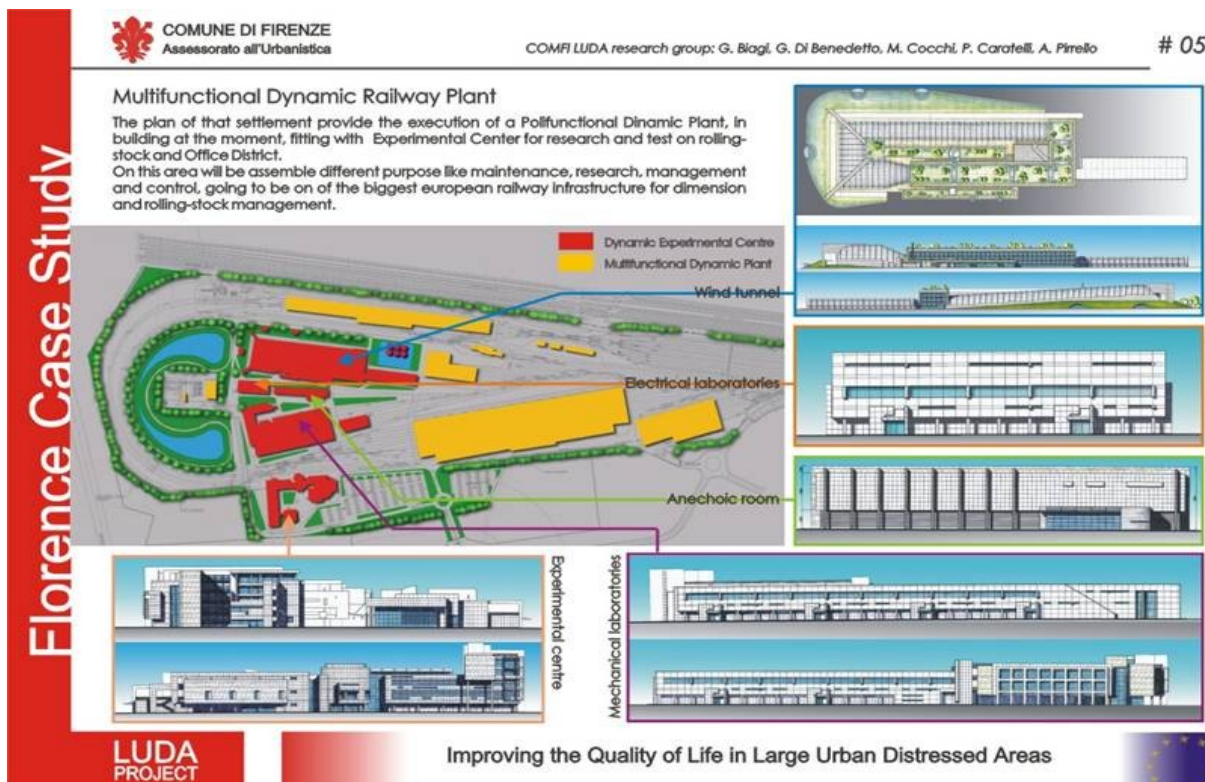 COMUNE DI FIRENZE
Assessorato all'Urbanistica
COMFI LUDA research group: G. Biagi, G. Di Benedetto, M. Cocchi, P. Caratelli, A. Pirrello
# 05
Florence Case Study
Multifunctional Dynamic Railway Plant
The plan of that settlement provide the execution of a Polifunctional Dinamic Plant, in
building at the moment, fitting with Experimental Center for research and test on rolling-
stock and Office District.
On this area will be assemble different purpose like maintenance, research, management
and control, going to be on of the biggest european railway infrastructure for dimension
and rolling-stock management.
Dynamic Experimental Centre
Multifunctional Dynamic Plant
Wind tunnel
Electrical laboratories
Anechoic room
Experimental centre
Mechanical laboratories
LUDA
PROJECT
Improving the Quality of Life in Large Urban Distressed Areas